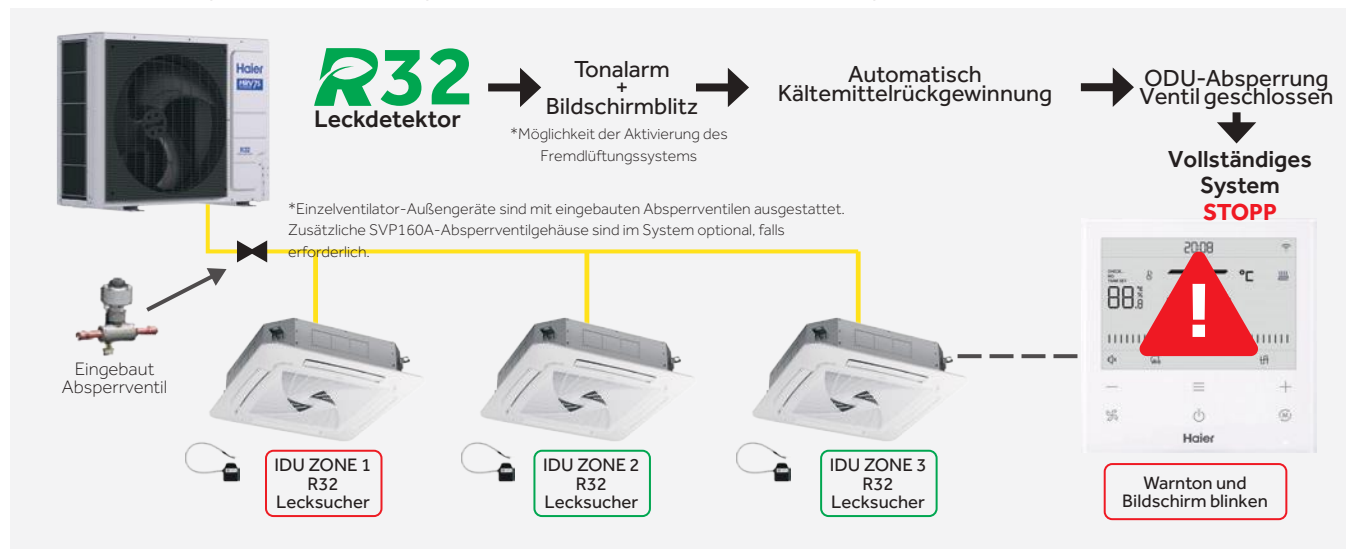 Haier
MRV 7s
R32
R32
Leckdetektor
Tonalarm
+
Bildschirmblitz
*Möglichkeit der Aktivierung des
Fremdlüftungssystems
Automatisch
Kältemittelrückgewinnung
ODU-Absperrung
Ventil geschlossen
Vollständiges
System
STOPP
*Einzelventilator-Außengeräte sind mit eingebauten Absperrventilen ausgestattet.
Zusätzliche SVP160A-Absperrventilgehäuse sind im System optional, falls
erforderlich.
Eingebaut
Absperrventil
IDU ZONE 1
R32
Lecksucher
IDU ZONE 2
R32
Lecksucher
IDU ZONE 3
R32
Lecksucher
20:08
°C
88
!
Haier
Warnton und
Bildschirm blinken